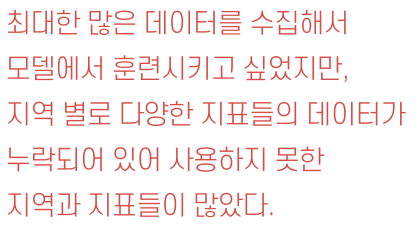 최대한 많은 데이터를 수집해서
모델에서 훈련시키고 싶었지만,
지역 별로 다양한 지표들의 데이터가
누락되어 있어 사용하지 못한
지역과 지표들이 많았다.